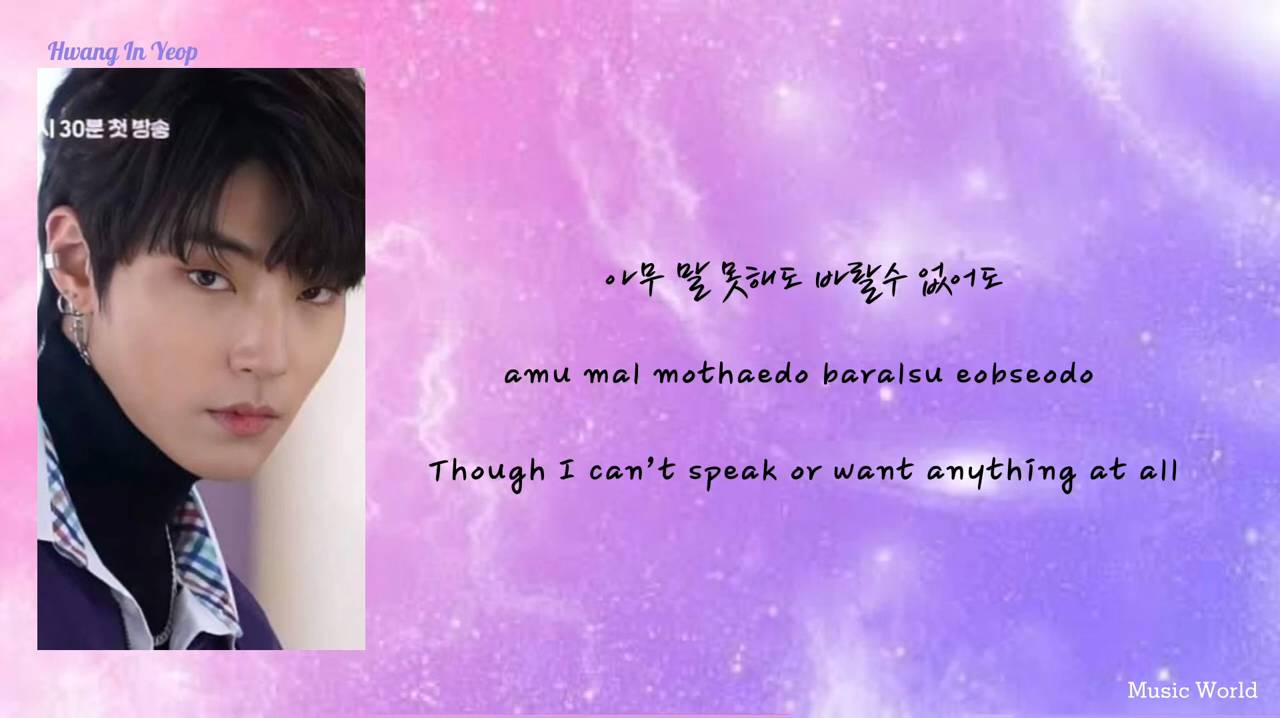 Hwang In Yeop
시 30분 첫 방송
아무 말 못해도 바랄수 없어도
amu mal mothaedo baralsu eobseodo
Though I can't speak or want anything at all
Music World